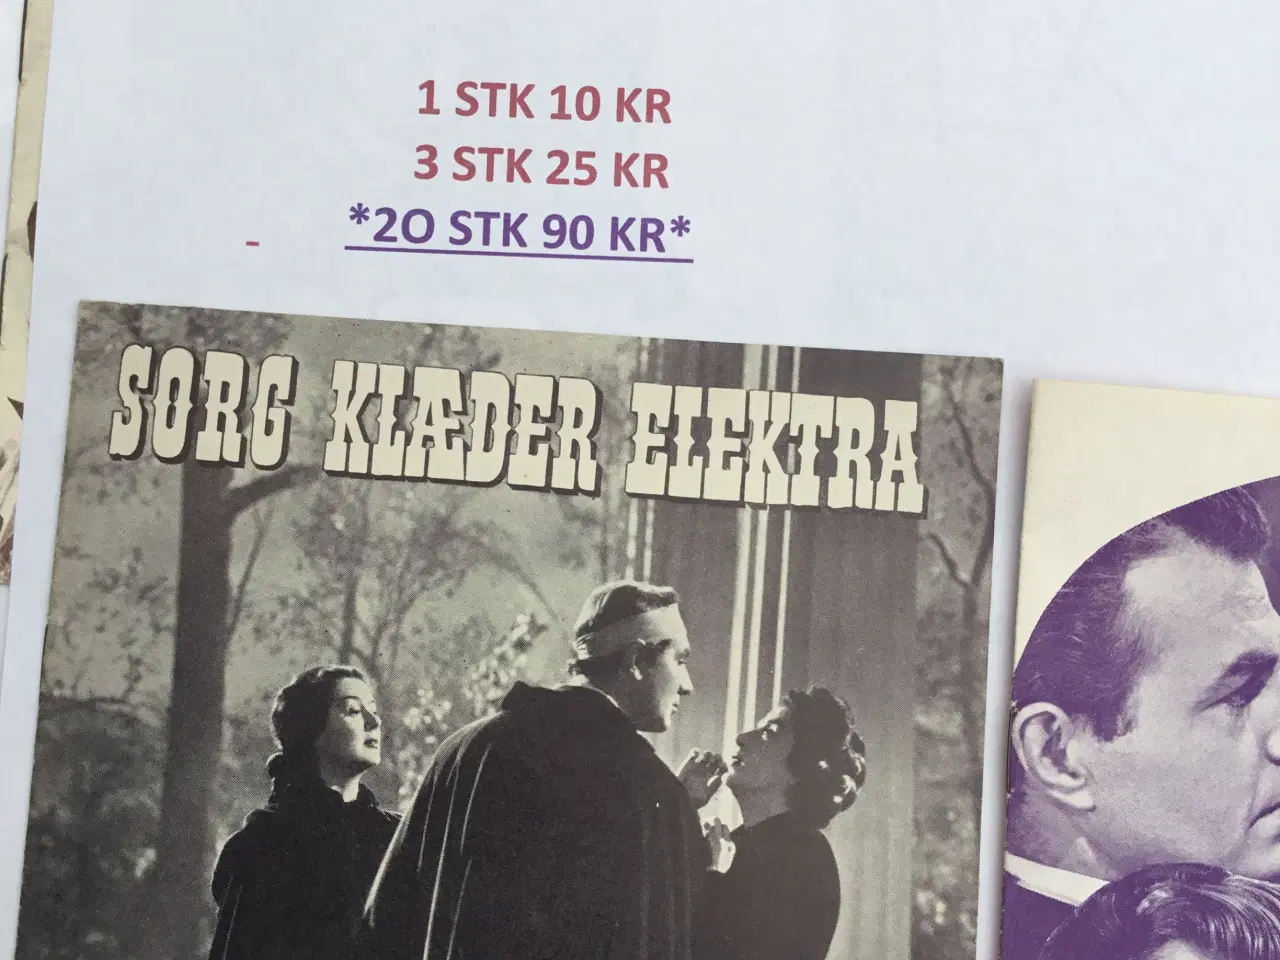 1 STK 10 KR
3 STK 25 KR
*2O STK 90 KR*
-
SORG KLÆDER ELEKTRA